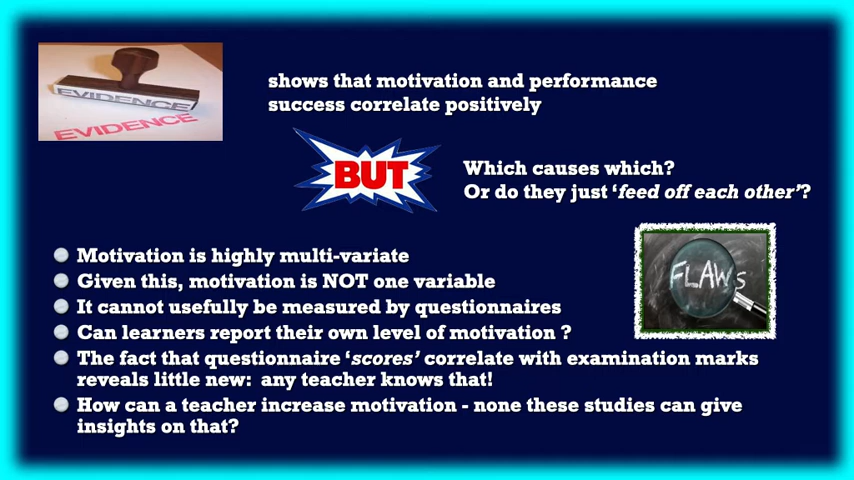 EVIDENCE
EVIDENCE
shows that motivation and performance
success correlate positively
BUT
Which causes which?
Or do they just ‘feed off each other’?
FLAWS
Motivation is highly multi-variate
Given this, motivation is NOT one variable
It cannot usefully be measured by questionnaires
Can learners report their own level of motivation ?
The fact that questionnaire ‘scores’ correlate with examination marks
reveals little new: any teacher knows that!
How can a teacher increase motivation - none these studies can give
insights on that?